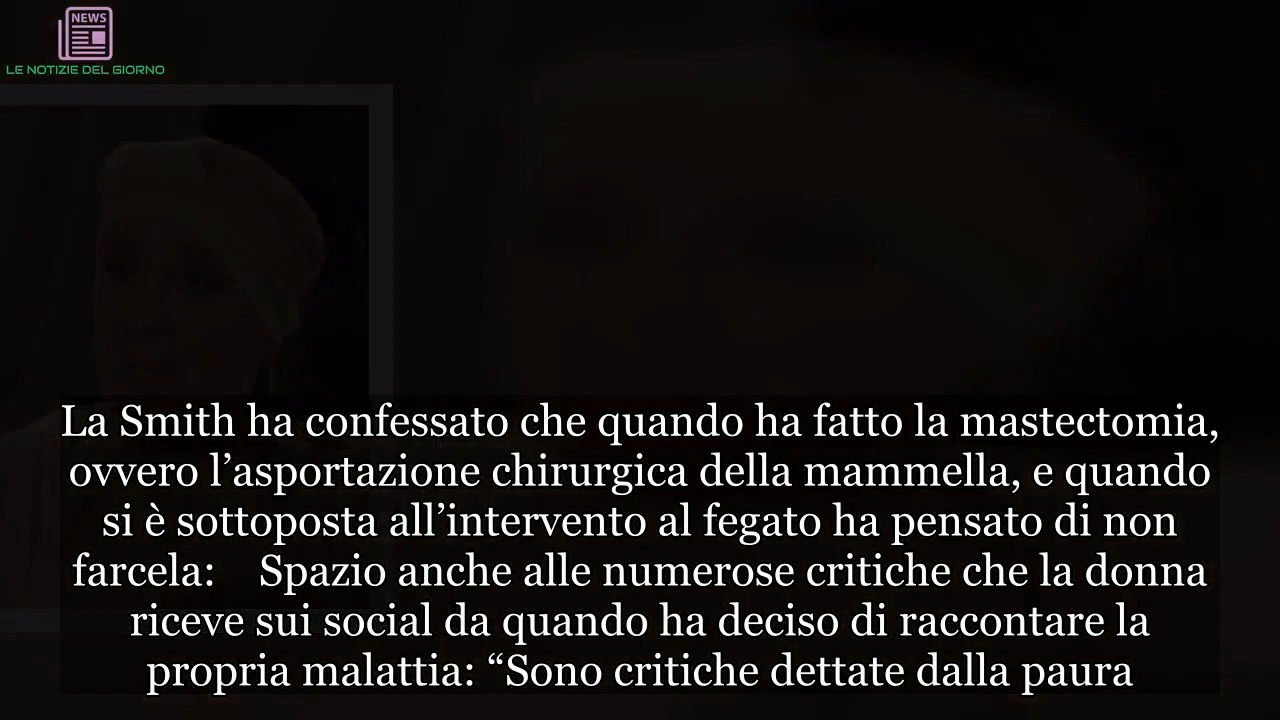 NEWS
LE NOTIZIE DEL GIORNO
La Smith ha confessato che quando ha fatto la mastectomia,
ovvero l’asportazione chirurgica della mammella, e quando
si è sottoposta all’intervento al fegato ha pensato di non
farcela:    Spazio anche alle numerose critiche che la donna
riceve sui social da quando ha deciso di raccontare la
propria malattia: “Sono critiche dettate dalla paura